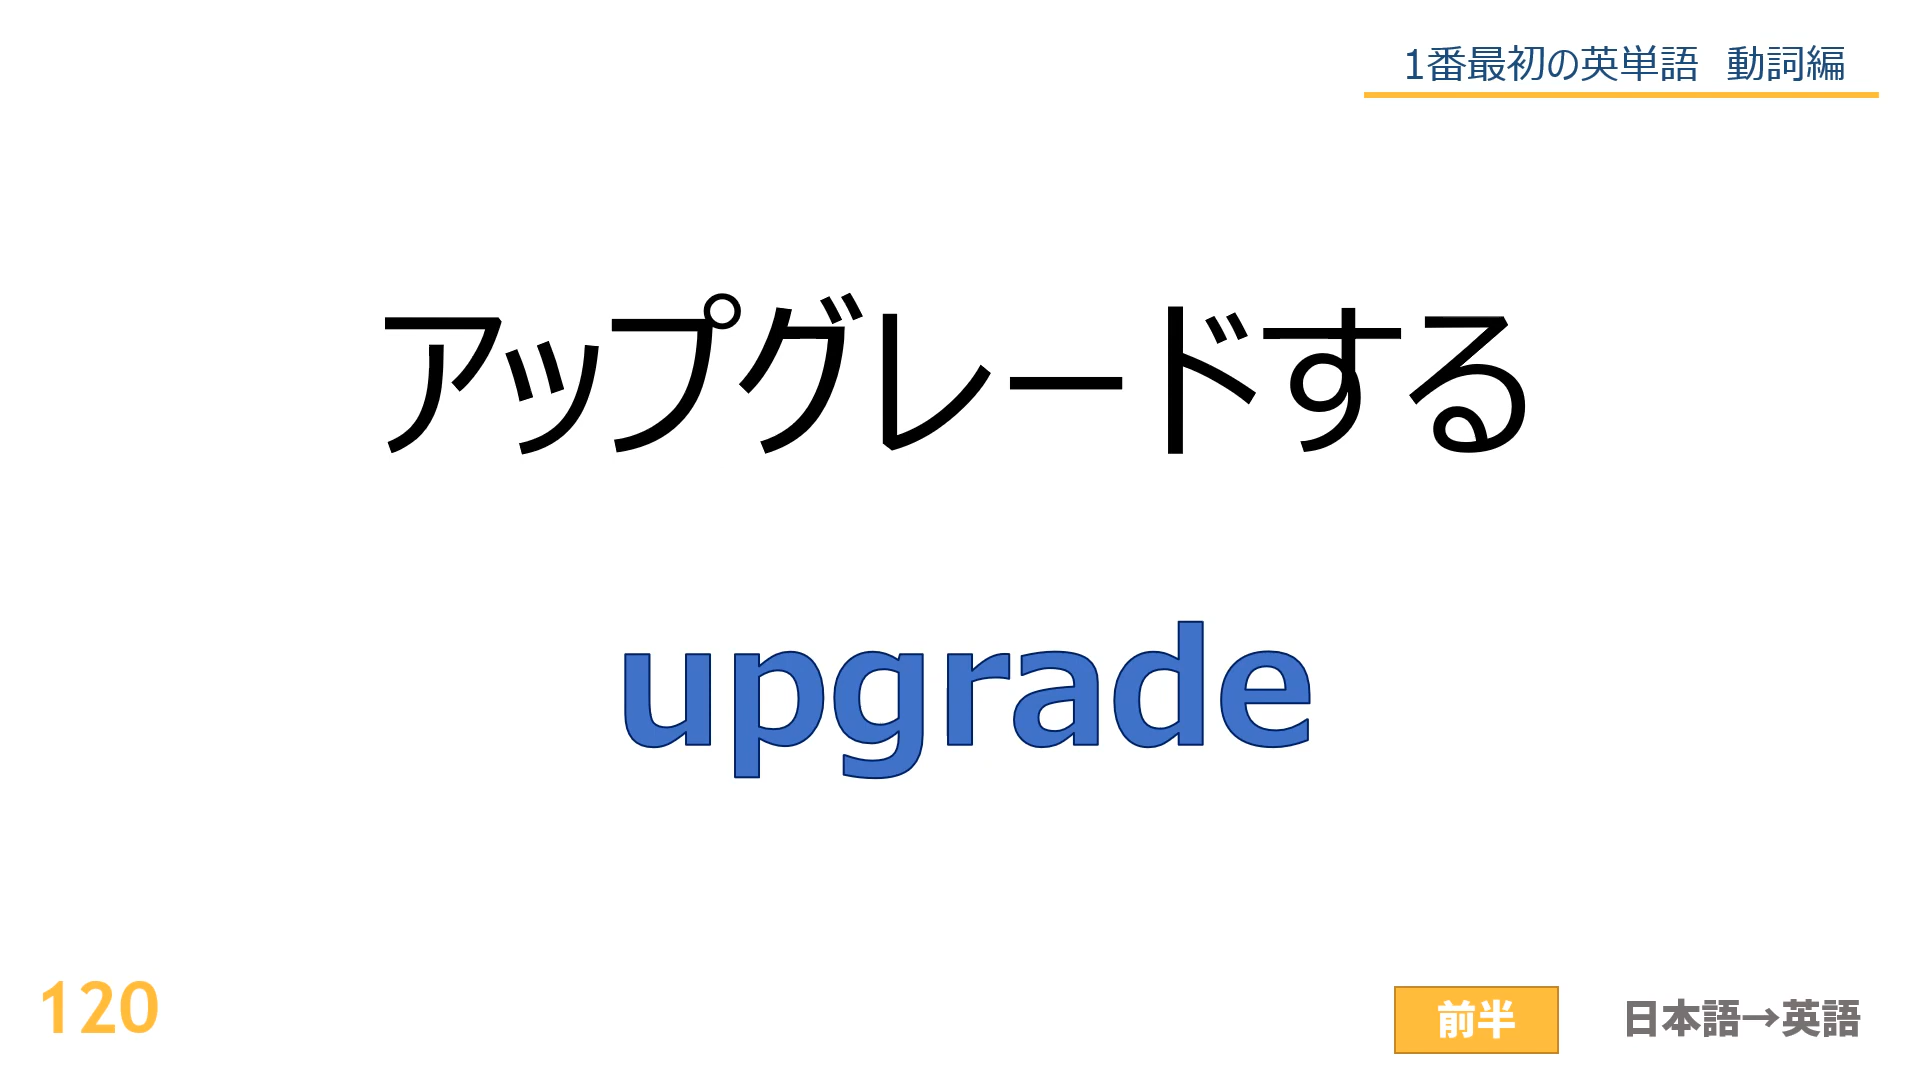 1番最初の英単語　動詞編
アップグレードする
upgrade
120
前半
日本語→英語